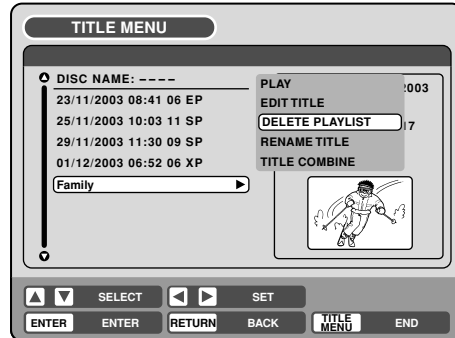 TITLE MENU
DISC NAME: – – – –
23/11/2003 08:41 06 EP
25/11/2003 10:03 11 SP
29/11/2003 11:30 09 SP
01/12/2003 06:52 06 XP
Family
PLAY
EDIT TITLE
DELETE PLAYLIST
RENAME TITLE
TITLE COMBINE
SELECT SET
ENTER ENTER RETURN BACK TITLE MENU END